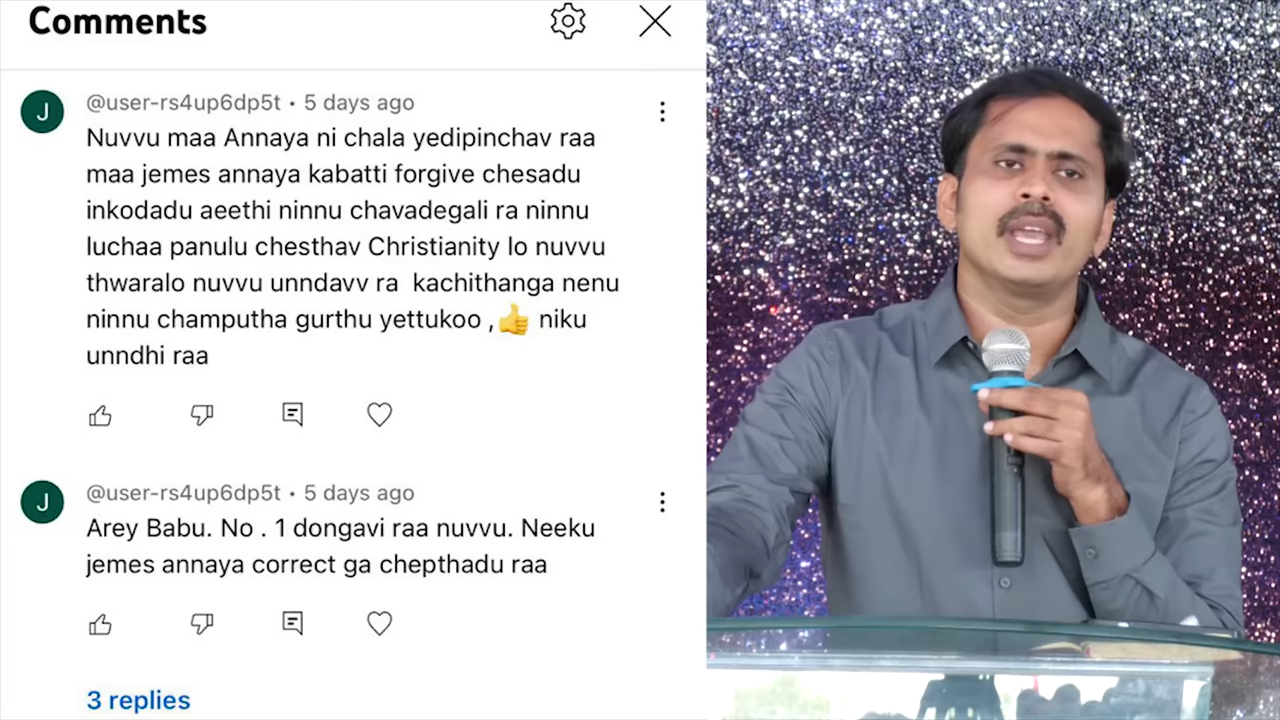 Comments
@user-rs4up6dp5t • 5 days ago
Nuvvu maa Annaya ni chala yedipinchav raa
maa jemes annaya kabatti forgive chesadu
inkodadu aeethi ninnu chavadegali ra ninnu
luchaa panulu chesthav Christianity lo nuvvu
thwaralo nuvvu unndavv ra kachithanga nenu
ninnu champutha gurthu yettukoo ,👍 niku
unndhi raa
@user-rs4up6dp5t • 5 days ago
Arey Babu. No . 1 dongavi raa nuvvu. Neeku
jemes annaya correct ga chepthadu raa
3 replies
J
J